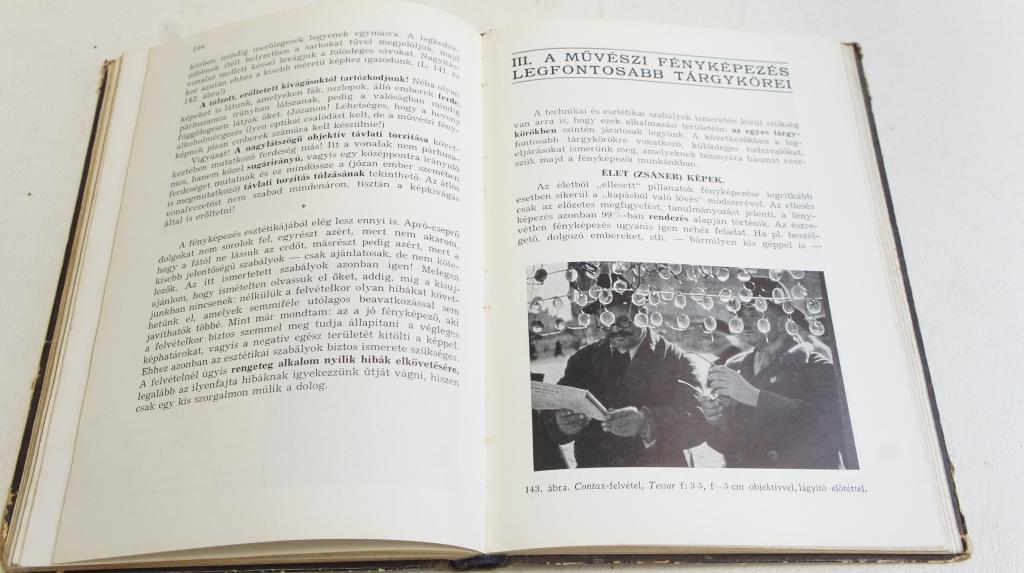 198
közben mindig merőlegesek legyenek egymásra. A legkedve-
zőbbnek ítélt helyzetben a sarkokat tűvel megjelöljük, majd
vonalzó mellett késsel levágjuk a fölösleges sávokat. Nagyítás-
kor azután ehhez a kisebb méretű képhez igazodunk. (L. 141. és
142. ábra!)
A túlzott, erőltetett kivágásoktól tartózkodjunk! Néha olyan
képeket is látunk, amelyeken fák, oszlopok, álló emberek ferde,
párhuzamos irányban látszanak, pedig a valóságban mindig
függőlegesen látjuk őket. (Józanon! Lehetséges, hogy a heveny
alkoholmérgezés ilyen optikai csalódást kelt, de a művészi fény-
képnek józan emberek számára kell készülnie!)
Vigyázat! A nagylátószögű objektív távlati torzítása követ-
keztében mutatkozó ferdeség más! Itt a vonalak nem párhuza-
mos, hanem közel sugárirányú, vagyis egy középpontra irányuló
ferdeséget mutatnak és ez mindössze a (józan ember szemében
is megmutatkozó) távlati torzítás túlzásának tekinthető. Az átlós
vonalvezetést nem szabad mindenáron, tisztán a képkivágás
által is erőltetni!
*
A fényképezés esztétikájából elég lesz ennyi is. Apró-cseprő
dolgokat nem sorolok fel, egyrészt azért, mert nem akarom,
hogy a fától ne lássuk az erdőt, másrészt pedig azért, mert a
kisebb jelentőségű szabályok — csak ajánlatosak, de nem köte-
lezők. Az itt ismertetett szabályok azonban igen! Melegen
ajánlom, hogy ismételten olvassuk el őket, addig, míg a kisuj-
junkban nincsenek: nélkülük a felvételkor olyan hibákat követ-
hetünk el, amelyek semmiféle utólagos beavatkozással sem
javíthatók többé. Mint már mondtam: az a jó fényképező, aki
a felvételkor biztos szemmel meg tudja állapítani a végleges
képhatárokat, vagyis a negatív egész területét kitölti a képpel.
Ehhez azonban az esztétikai szabályok biztos ismerete szükséges.
A felvételnél úgyis rengeteg alkalom nyílik hibák elkövetésére,
legalább az ilyenfajta hibáknak igyekezzünk útját vágni, hiszen
csak egy kis szorgalmon múlik a dolog.
III. A MŰVÉSZI FÉNYKÉPEZÉS
LEGFONTOSABB TÁRGYKÖREI
A technikai és esztétikai szabályok ismeretén kívül szükség
van arra is, hogy ezek alkalmazási területein: az egyes tárgy-
körökben szintén járatosak legyünk. A következőkben a leg-
fontosabb tárgykörökre vonatkozó, különleges tudnivalókat,
eljárásokat ismerünk meg, amelyeknek bizonyára hasznát vesz-
szük majd a fényképezői munkánkban.
ÉLET (ZSÁNER) KÉPEK.
Az életből „ellesett" pillanatok fényképezése legritkább
esetben sikerül a „kapásból való lövés" módszerével. Az ellesés
csak az előzetes megfigyelést, tanulmányozást jelenti, a fény-
képezés azonban 99%-ban rendezés alapján történik. Az észre-
vétlen fényképezés ugyanis igen nehéz feladat. Ha pl. beszél-
gető, dolgozó embereket, stb. — bármilyen kis géppel is —
143. ábra. Contax-felvétel, Tessar f: 3·5, f=5 cm objektívvel, lágyító előtéttel.